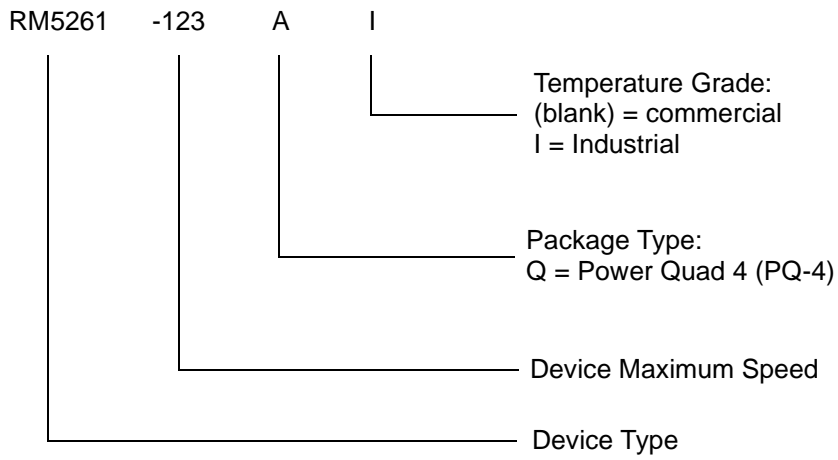 RM5261 -123 A I
Temperature Grade:
(blank) = commercial
I = Industrial
Package Type:
Q = Power Quad 4 (PQ-4)
Device Maximum Speed
Device Type